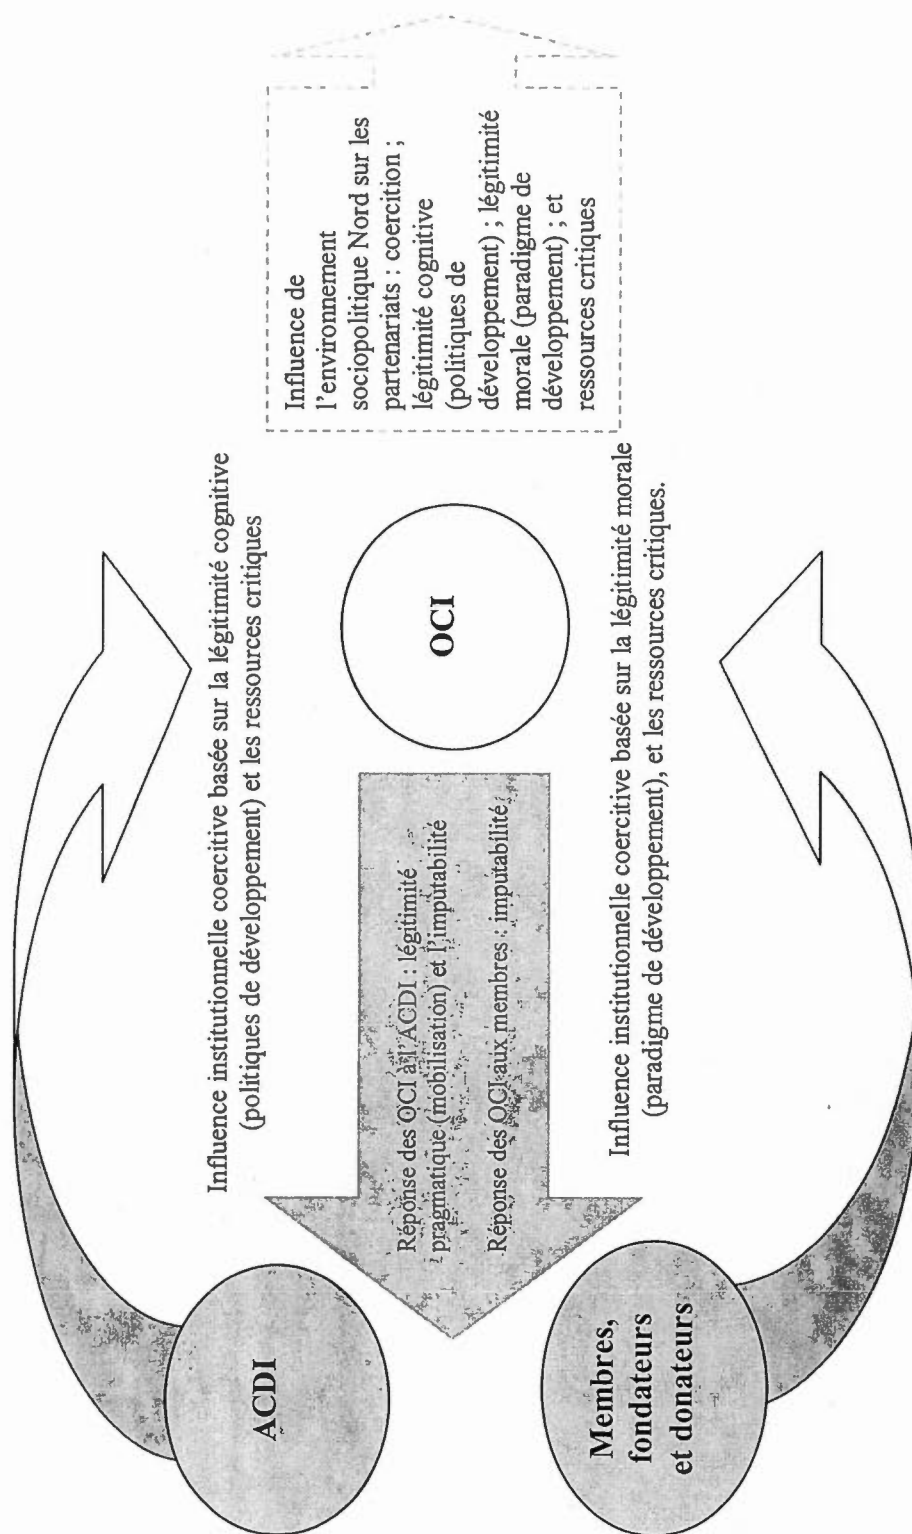 ACDI
Influence institutionnelle coercitive basée sur la légitimité cognitive
(politiques de développement) et les ressources critiques
Réponse des OCI à l'ACDI : légitimité
pragmatique (mobilisation) et l'imputabilité
Réponse des OCI aux membres : imputabilité
OCI
Influence de
l'environnement
sociopolitique Nord sur les
partenariats : coercition ;
légitimité cognitive
(politiques de
développement) ; légitimité
morale (paradigme de
développement) ; et
ressources critiques
Membres,
fondateurs
et donateurs
Influence institutionnelle coercitive basée sur la légitimité morale
(paradigme de développement), et les ressources critiques.